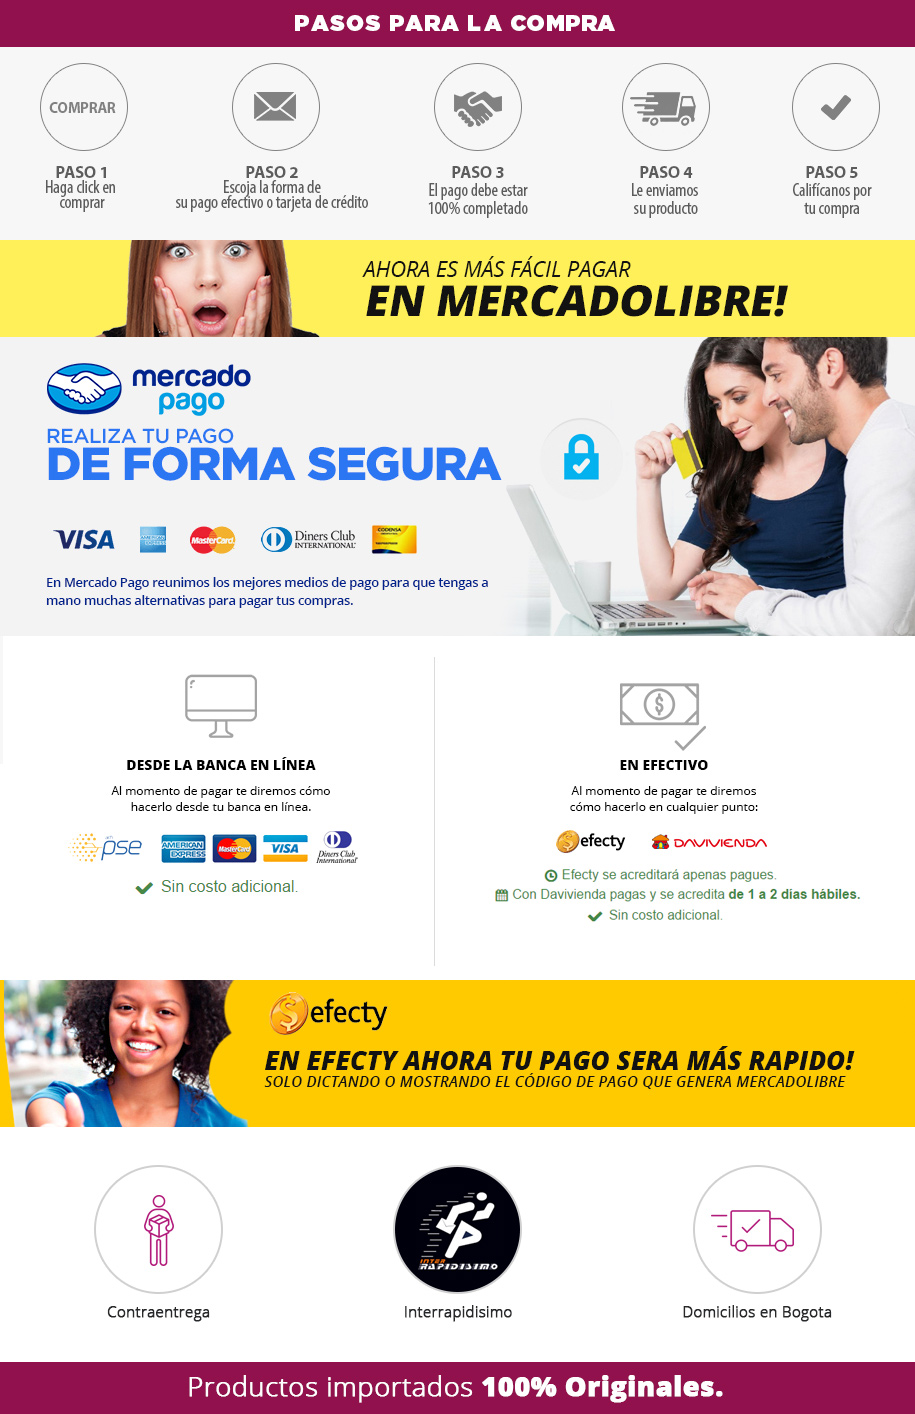 PASOS PARA LA COMPRA
COMPRAR
PASO 1
Haga click en
comprar
PASO 2
Escoja la forma de
su pago efectivo o tarjeta de crédito
PASO 3
El pago debe estar
100% completado
PASO 4
Le enviamos
su producto
PASO 5
Califícanos por
tu compra
AHORA ES MÁS FÁCIL PAGAR
EN MERCADOLIBRE!
mercado
pago
REALIZA TU PAGO
DE FORMA SEGURA
VISA
AMERICAN
EXPRESS
MasterCard
Diners Club
INTERNATIONAL
CODENSA
En Mercado Pago reunimos los mejores medios de pago para que tengas a
mano muchas alternativas para pagar tus compras.
DESDE LA BANCA EN LÍNEA
Al momento de pagar te diremos cómo
hacerlo desde tu banca en línea.
pse
AMERICAN
EXPRESS
MasterCard
VISA
Diners Club
International
Sin costo adicional.
EN EFECTIVO
Al momento de pagar te diremos
cómo hacerlo en cualquier punto:
efecty
DAVIVIENDA
Efecty se acreditará apenas pagues.
Con Davivienda pagas y se acredita de 1 a 2 días hábiles.
Sin costo adicional.
efecty
EN EFECTY AHORA TU PAGO SERA MÁS RAPIDO!
SOLO DICTANDO O MOSTRANDO EL CÓDIGO DE PAGO QUE GENERA MERCADOLIBRE
INTER
RAPIDISIMO
Contraentrega
Interrapidisimo
Domicilios en Bogota
Productos importados 100% Originales.